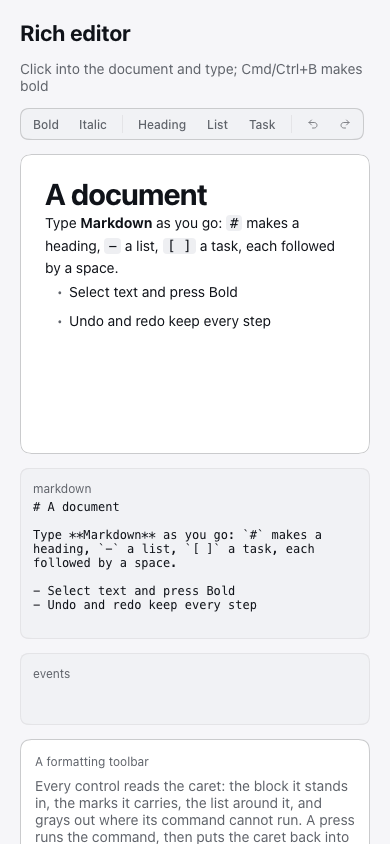 Rich editor
Click into the document and type; Cmd/Ctrl+B makes
bold
Bold Italic Heading List Task
A document
Type Markdown as you go: # makes a
heading, – a list, [ ] a task, each followed
by a space.
• Select text and press Bold
• Undo and redo keep every step
markdown
# A document
Type **Markdown** as you go: `#` makes a
heading, `–` a list, `[ ]` a task, each
followed by a space.
– Select text and press Bold
– Undo and redo keep every step
events
A formatting toolbar
Every control reads the caret: the block it stands
in, the marks it carries, the list around it, and
grays out where its command cannot run. A press
runs the command, then puts the caret back into